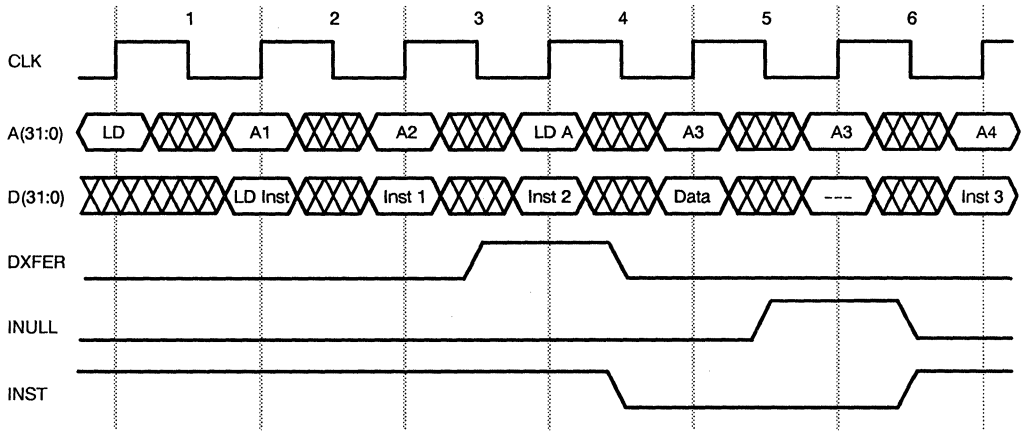 1 2 3 4 5 6
CLK
A(31:0) LD A1 A2 LD A A3 A3 A4
D(31:0) LD Inst Inst 1 Inst 2 Data --- Inst 3
DXFER
INULL
INST